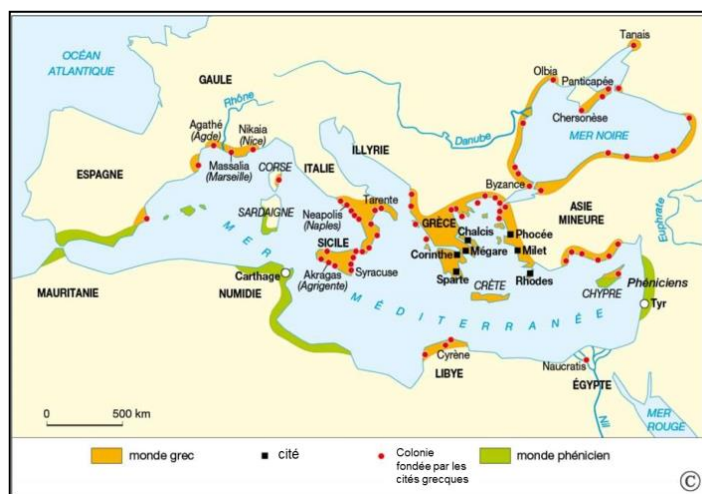 OCÉAN
ATLANTIQUE
GAULE
Rhône
Agathé
(Agde)
Nikaia
(Nice)
Massalia
(Marseille)
ESPAGNE
CORSE
ITALIE
ILLYRIE
Danube
Olbia
Tanais
Panticapée
Chersonèse
MER NOIRE
Byzance
ASIE
MINEURE
Euphrate
SARDAIGNE
Neapolis
(Naples)
Tarente
GRÈCE
Chalcis
Phocée
Mégare
Milet
Corinthe
Sparte
Rhodes
SICILE
Akragas
(Agrigente)
Syracuse
Carthage
MAURITANIE
NUMIDIE
CRÈTE
CHYPRE
Phéniciens
Tyr
MER
MÉDITERRANÉE
Cyrène
LIBYE
Naucratis
ÉGYPTE
Nil
MER
ROUGE
0 500 km
monde grec
cité
Colonie
fondée par les
cités grecques
monde phénicien
©